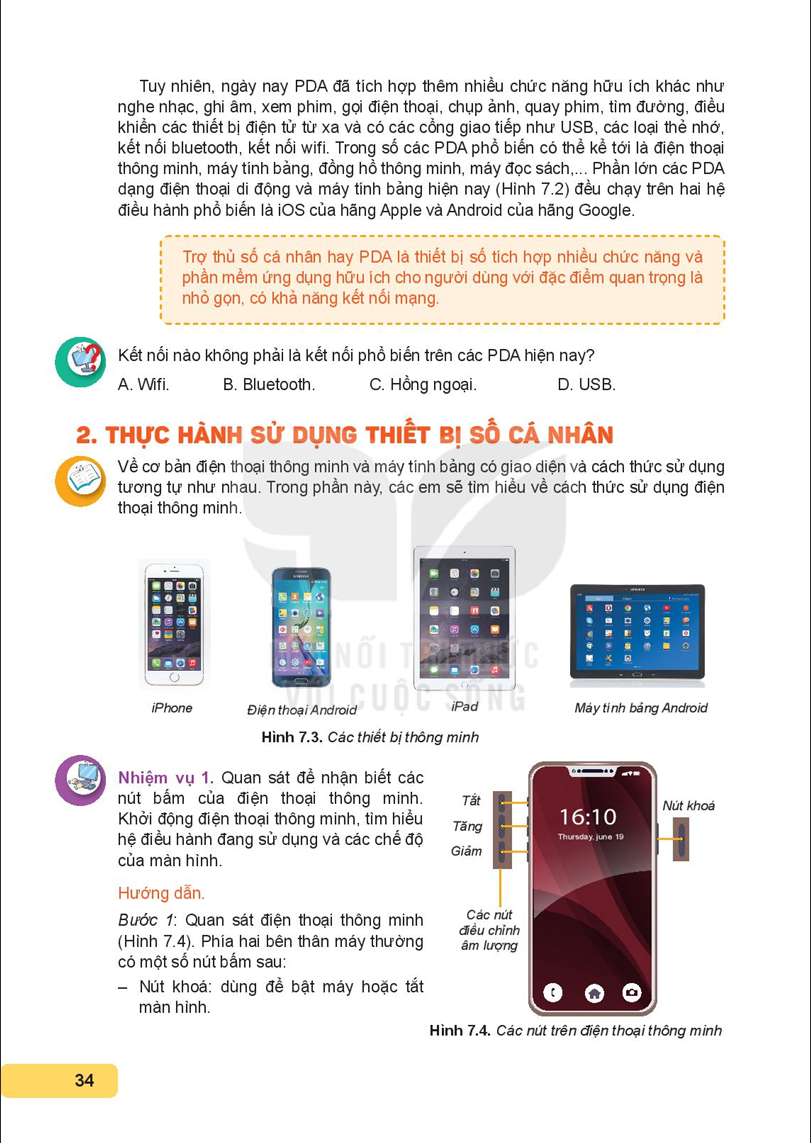 Tuy nhiên, ngày nay PDA đã tích hợp thêm nhiều chức năng hữu ích khác như
nghe nhạc, ghi âm, xem phim, gọi điện thoại, chụp ảnh, quay phim, tìm đường, điều
khiển các thiết bị điện tử từ xa và có các cổng giao tiếp như USB, các loại thẻ nhớ,
kết nối bluetooth, kết nối wifi. Trong số các PDA phổ biến có thể kể tới là điện thoại
thông minh, máy tính bảng, đồng hồ thông minh, máy đọc sách,... Phần lớn các PDA
dạng điện thoại di động và máy tính bảng hiện nay (Hình 7.2) đều chạy trên hai hệ
điều hành phổ biến là iOS của hãng Apple và Android của hãng Google.
Trợ thủ số cá nhân hay PDA là thiết bị số tích hợp nhiều chức năng và
phần mềm ứng dụng hữu ích cho người dùng với đặc điểm quan trọng là
nhỏ gọn, có khả năng kết nối mạng.
Kết nối nào không phải là kết nối phổ biến trên các PDA hiện nay?
A. Wifi. B. Bluetooth. C. Hồng ngoại. D. USB.
2. THỰC HÀNH SỬ DỤNG THIẾT BỊ SỐ CÁ NHÂN
Về cơ bản điện thoại thông minh và máy tính bảng có giao diện và cách thức sử dụng
tương tự như nhau. Trong phần này, các em sẽ tìm hiểu về cách thức sử dụng điện
thoại thông minh.
KẾT NỐI TRI THỨC
VỚI CUỘC SỐNG
iPhone
Điện thoại Android
iPad
Máy tính bảng Android
Hình 7.3. Các thiết bị thông minh
Nhiệm vụ 1. Quan sát để nhận biết các
nút bấm của điện thoại thông minh.
Khởi động điện thoại thông minh, tìm hiểu
hệ điều hành đang sử dụng và các chế độ
của màn hình.
Hướng dẫn.
Bước 1: Quan sát điện thoại thông minh
(Hình 7.4). Phía hai bên thân máy thường
có một số nút bấm sau:
– Nút khoá: dùng để bật máy hoặc tắt
màn hình.
Tắt
Tăng
Giảm
Các nút
điều chỉnh
âm lượng
16:10
Thursday, june 19
Nút khoá
Hình 7.4. Các nút trên điện thoại thông minh
34